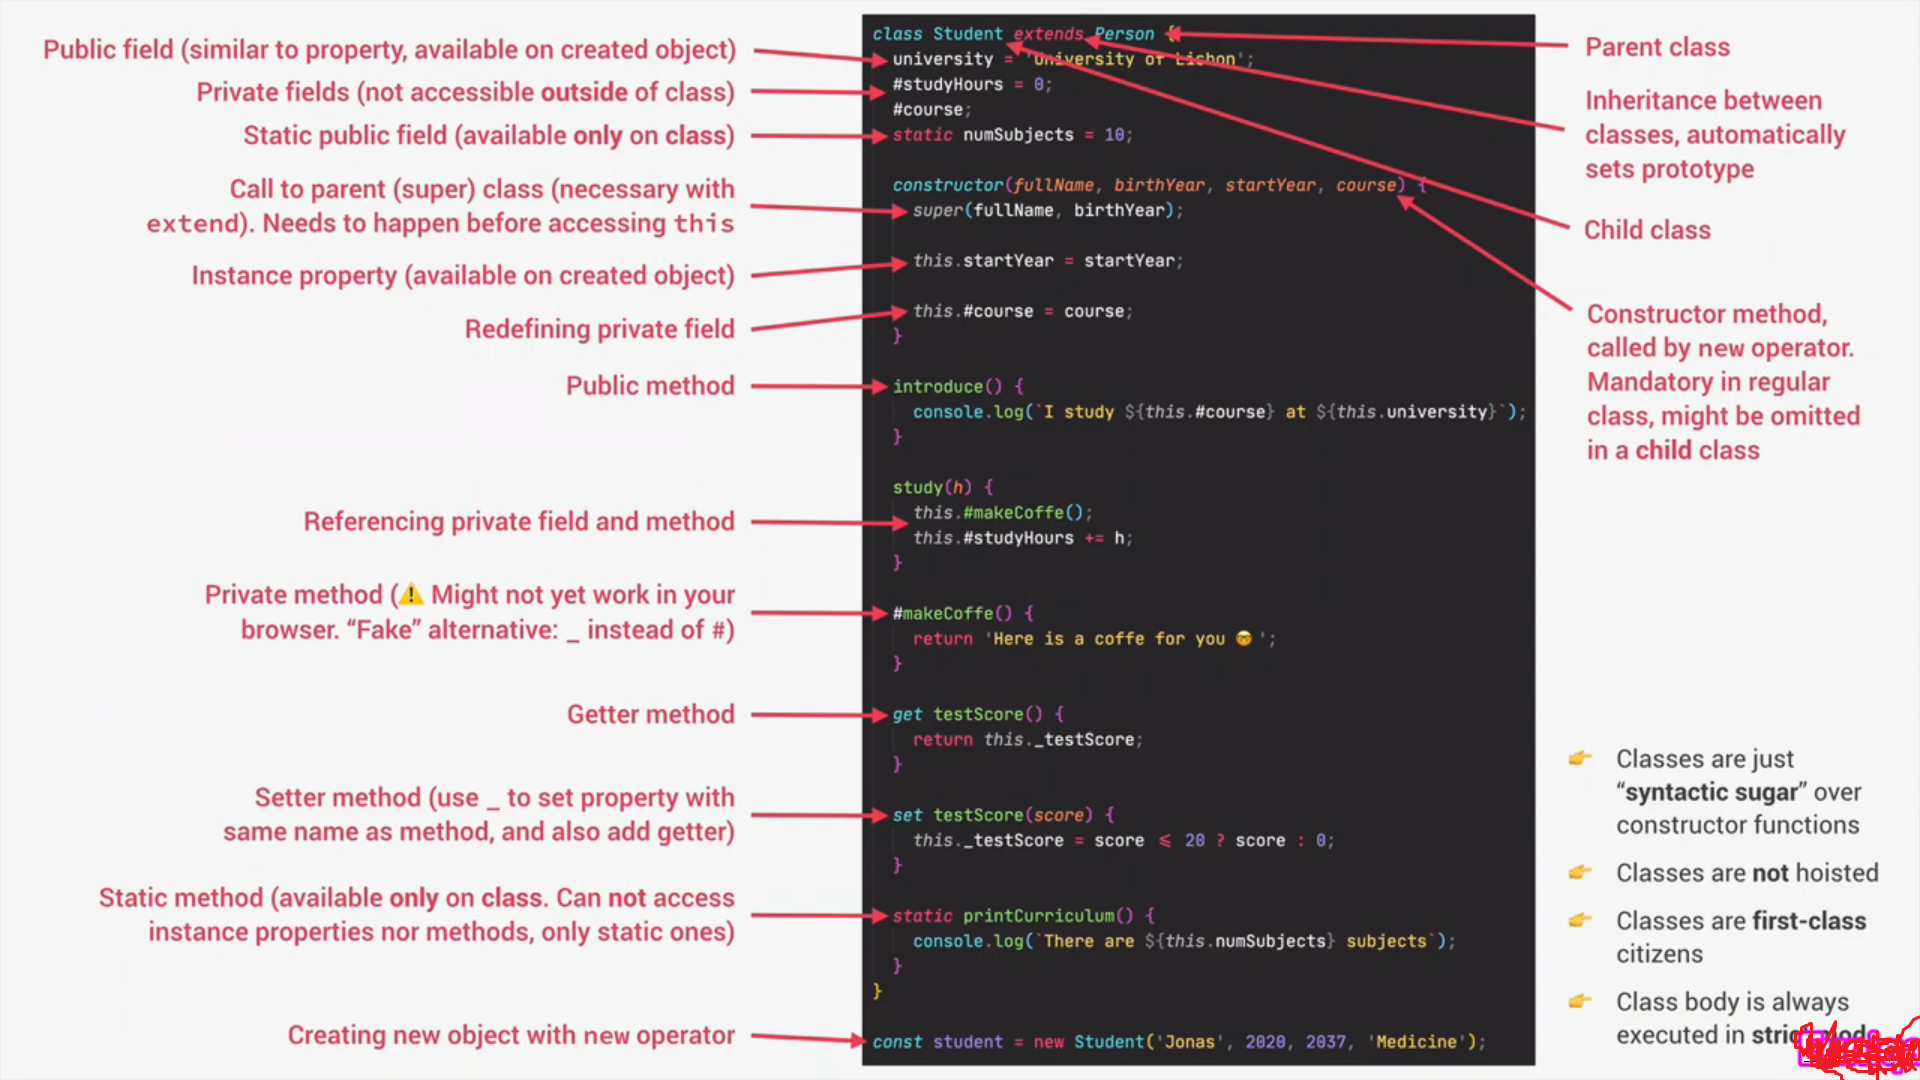 Public field (similar to property, available on created object)
Private fields (not accessible outside of class)
Static public field (available only on class)
Call to parent (super) class (necessary with
extend). Needs to happen before accessing this
Instance property (available on created object)
Redefining private field
Public method
Referencing private field and method
Private method (⚠️ Might not yet work in your
browser. “Fake” alternative: _ instead of #)
Getter method
Setter method (use _ to set property with
same name as method, and also add getter)
Static method (available only on class. Can not access
instance properties nor methods, only static ones)
Creating new object with new operator
class Student extends Person {
university = 'University of Lisbon';
#studyHours = 0;
#course;
static numSubjects = 10;
constructor(fullName, birthYear, startYear, course) {
super(fullName, birthYear);
this.startYear = startYear;
this.#course = course;
}
introduce() {
console.log(`I study ${this.#course} at ${this.university}`);
}
study(h) {
this.#makeCoffe();
this.#studyHours += h;
}
#makeCoffe() {
return 'Here is a coffe for you 🤓 ';
}
get testScore() {
return this._testScore;
}
set testScore(score) {
this._testScore = score ⩽ 20 ? score : 0;
}
static printCurriculum() {
console.log(`There are ${this.numSubjects} subjects`);
}
}
const student = new Student('Jonas', 2020, 2037, 'Medicine');
Parent class
Inheritance between
classes, automatically
sets prototype
Child class
Constructor method,
called by new operator.
Mandatory in regular
class, might be omitted
in a child class
👉 Classes are just
“syntactic sugar” over
constructor functions
👉 Classes are not hoisted
👉 Classes are first-class
citizens
👉 Class body is always
executed in strict mode